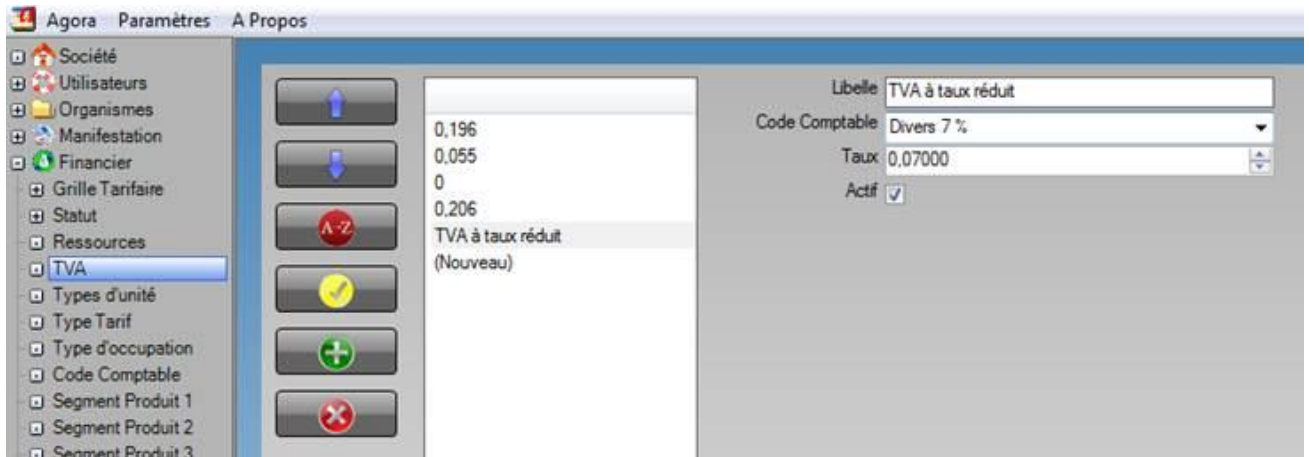 Agora Paramètres A Propos
Société
Utilisateurs
Organismes
Manifestation
Financier
Grille Tarifaire
Statut
Ressources
TVA
Types d'unité
Type Tarif
Type d'occupation
Code Comptable
Segment Produit 1
Segment Produit 2
Segment Produit 3
A-Z
0,196
0,055
0
0,206
TVA à taux réduit
(Nouveau)
Libelle TVA à taux réduit
Code Comptable Divers 7 %
Taux 0,07000
Actif